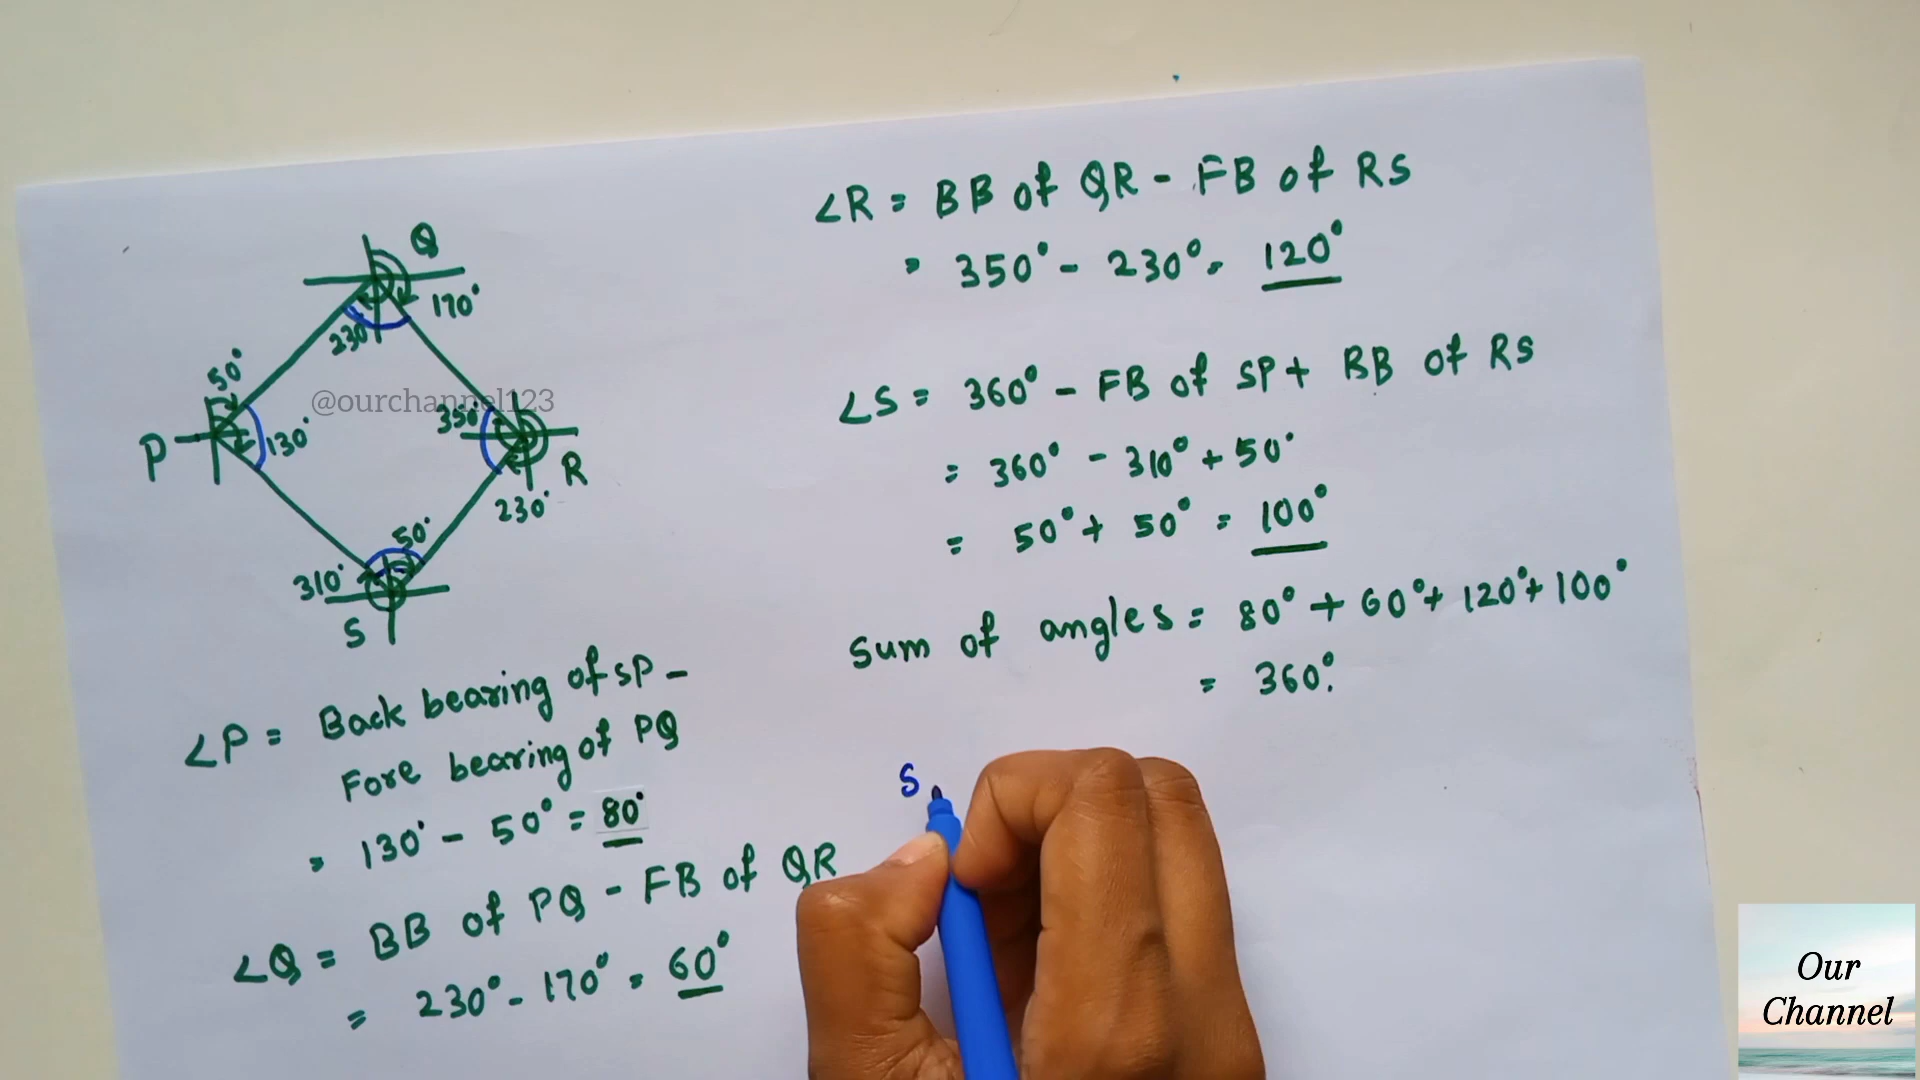 Q
170°
230°
50°
@ourchannel123
350°
P
130°
R
230°
50°
310°
S
∠P = Back bearing of SP -
Fore bearing of PQ
= 130° - 50° = 80°
∠Q = BB of PQ - FB of QR
= 230° - 170° = 60°
∠R = BB of QR - FB of RS
= 350° - 230° = 120°
∠S = 360° - FB of SP + BB of RS
= 360° - 310° + 50°
= 50° + 50° = 100°
Sum of angles = 80° + 60° + 120° + 100°
= 360°.
S
Our
Channel